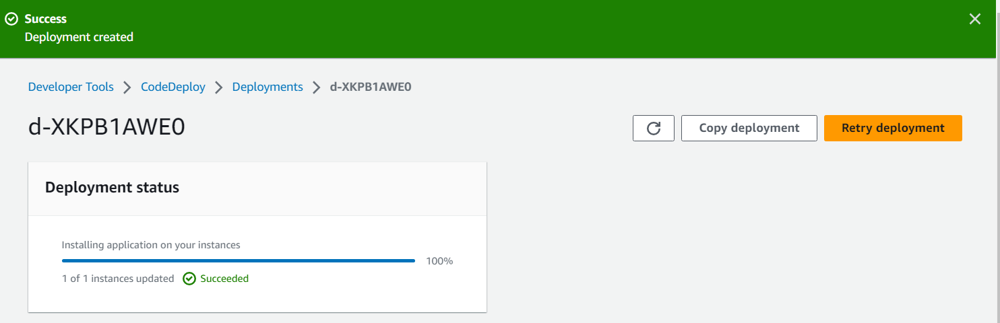 Success
Deployment created
Developer Tools CodeDeploy Deployments d-XKPB1AWE0
d-XKPB1AWE0
Copy deployment
Retry deployment
Deployment status
Installing application on your instances
100%
1 of 1 instances updated Succeeded